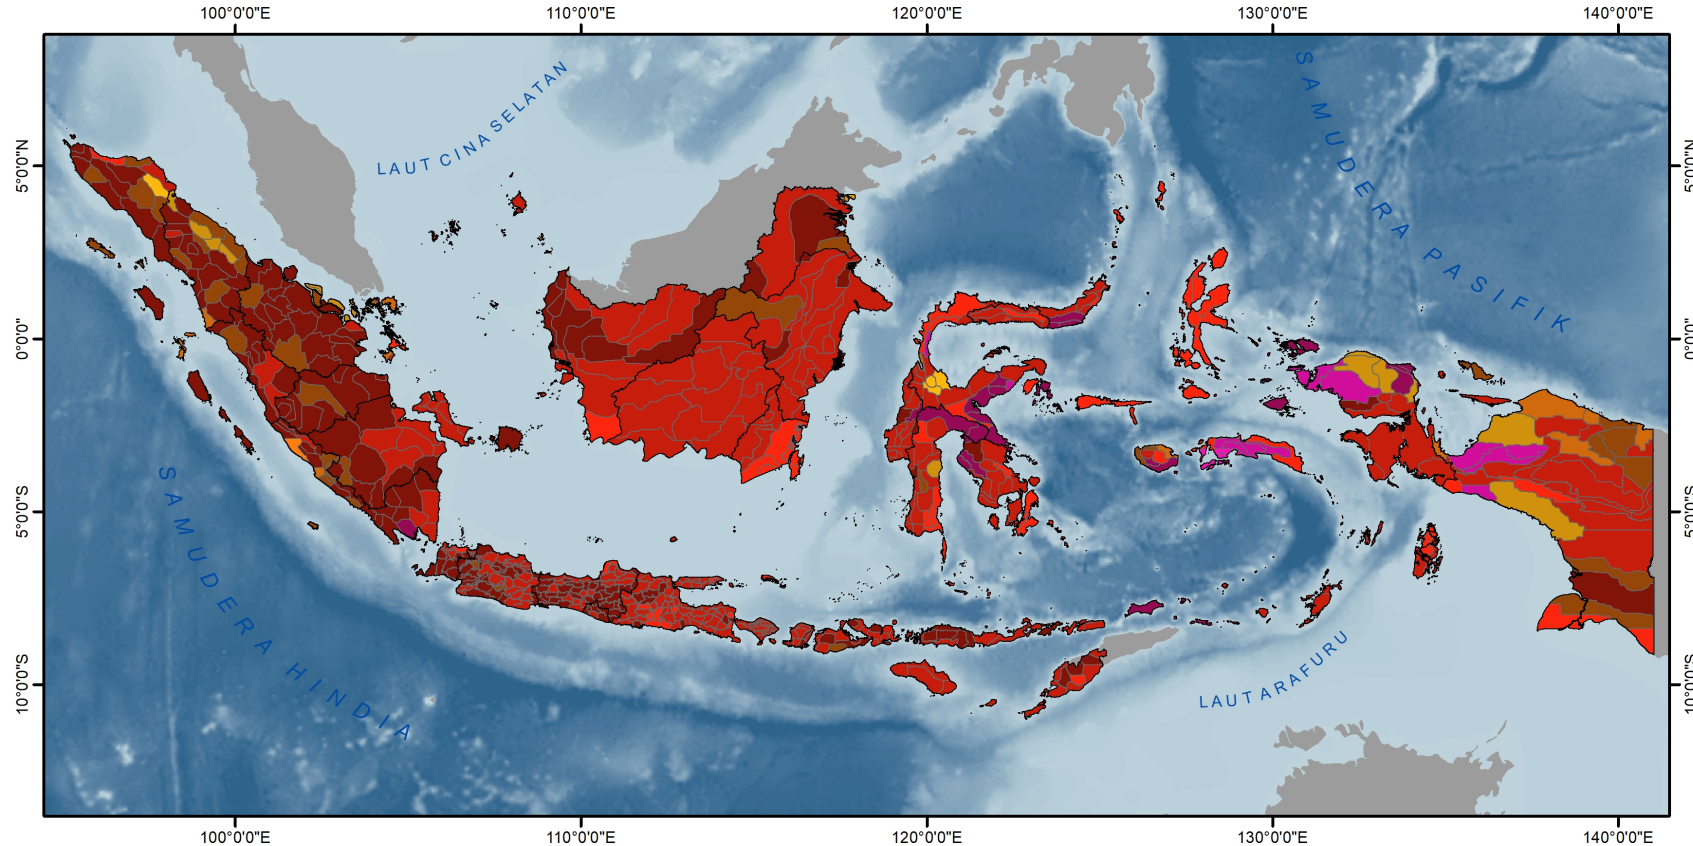 100°0'0"E 110°0'0"E 120°0'0"E 130°0'0"E 140°0'0"E
LAUT CINA SELATAN
SAMUDERA PASIFIK
5°0'0"N 5°0'0"N
0°0'0" 0°0'0"
5°0'0"S 5°0'0"S
SAMUDERA HINDIA
LAUT ARAFURU
10°0'0"S 10°0'0"S
100°0'0"E 110°0'0"E 120°0'0"E 130°0'0"E 140°0'0"E